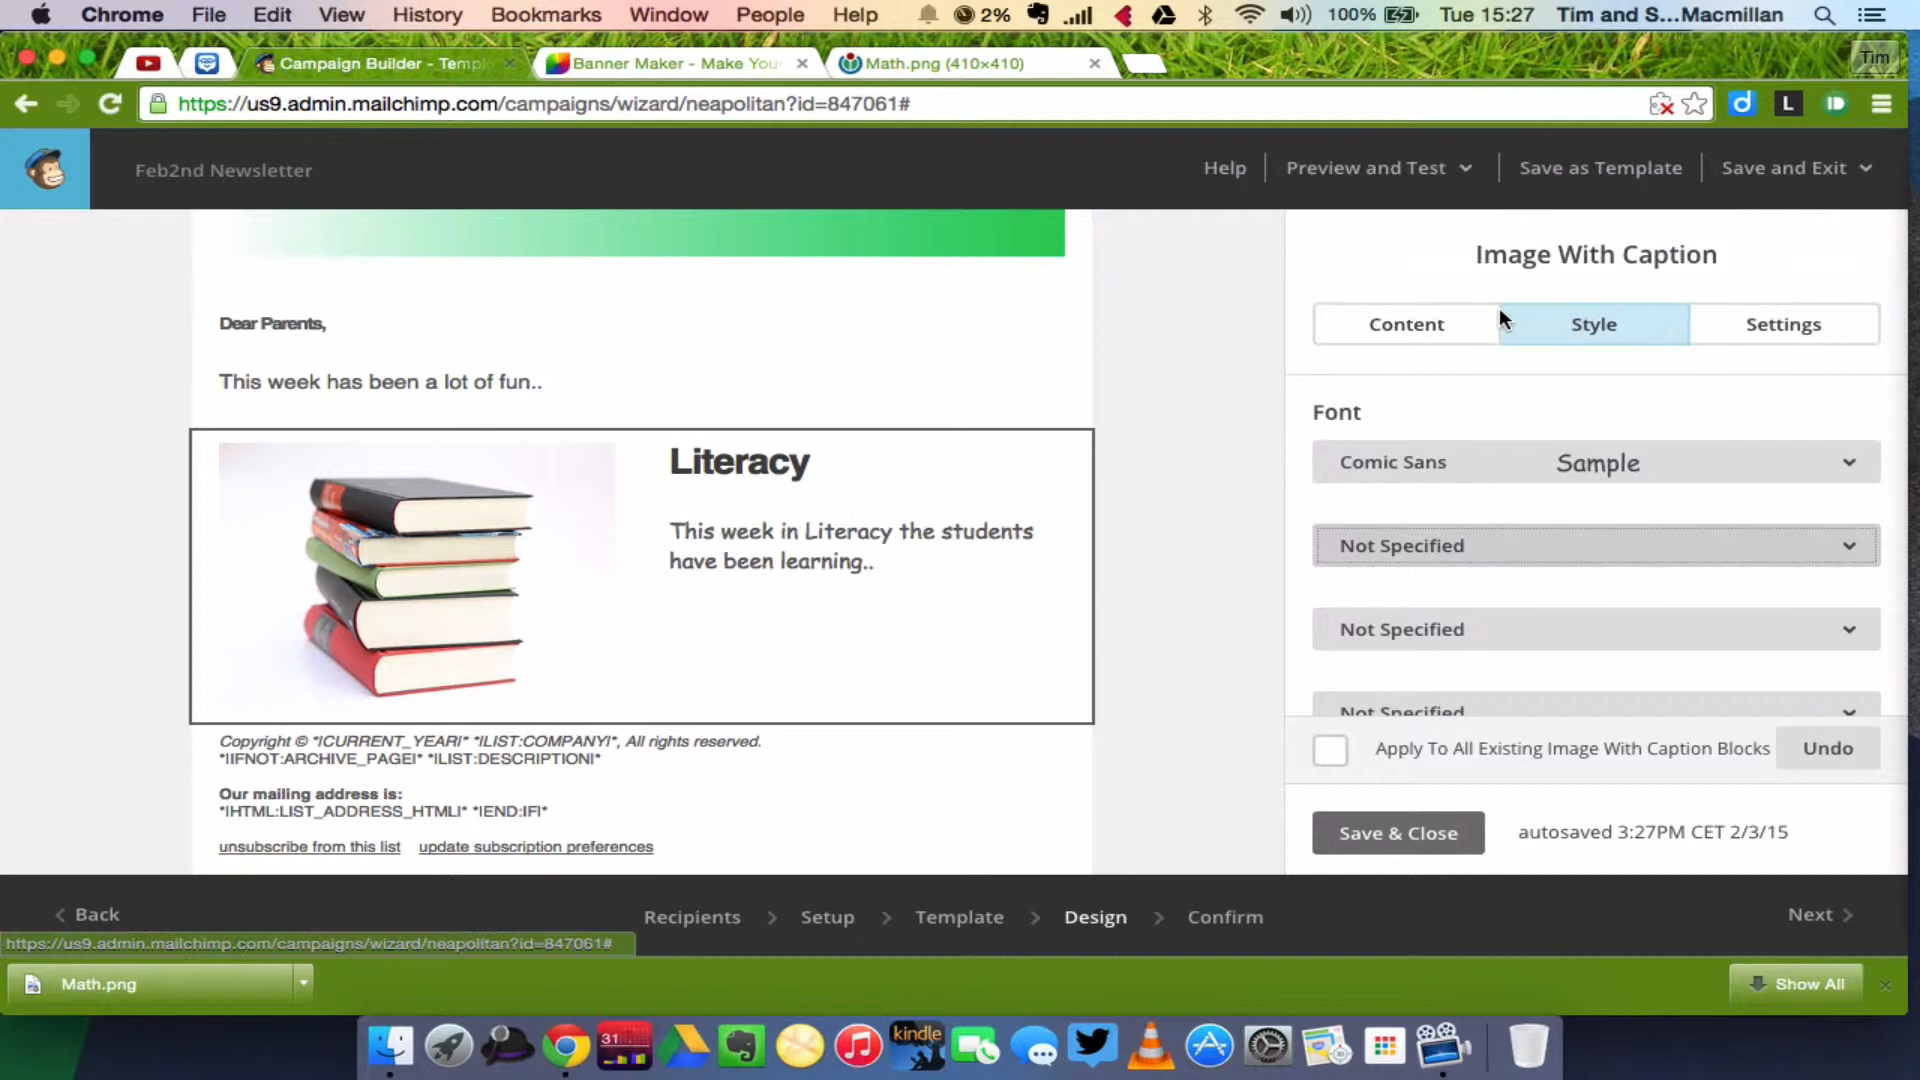 Chrome File Edit View History Bookmarks Window People Help 2% 100% Tue 15:27 Tim and S...Macmillan
Campaign Builder - Templ Banner Maker - Make Your Math.png (410×410) Tim
https://us9.admin.mailchimp.com/campaigns/wizard/neapolitan?id=847061#
Feb2nd Newsletter Help Preview and Test Save as Template Save and Exit
Image With Caption
Content Style Settings
Dear Parents,
This week has been a lot of fun..
Font
Comic Sans Sample
Literacy
This week in Literacy the students
have been learning..
Not Specified
Not Specified
Not Specified
Copyright © *|CURRENT_YEAR|* *|LIST:COMPANY|*, All rights reserved.
*|IFNOT:ARCHIVE_PAGE|* *|LIST:DESCRIPTION|*
Our mailing address is:
*|HTML:LIST_ADDRESS_HTML|* *|END:IF|*
unsubscribe from this list update subscription preferences
Apply To All Existing Image With Caption Blocks Undo
Save & Close autosaved 3:27PM CET 2/3/15
Back Recipients Setup Template Design Confirm Next
https://us9.admin.mailchimp.com/campaigns/wizard/neapolitan?id=847061#
Math.png Show All
31
kindle